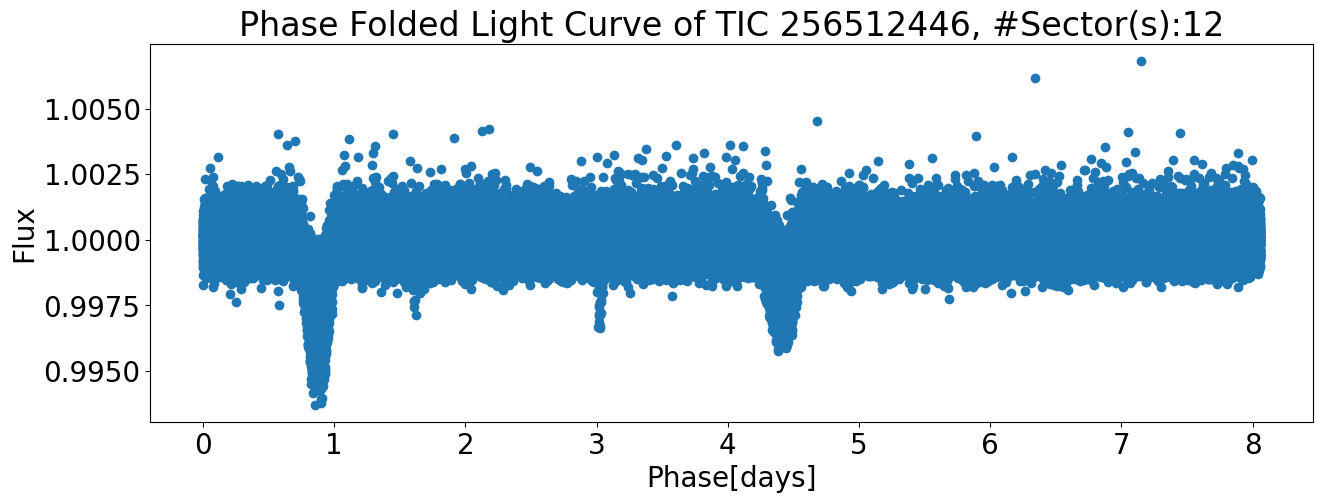 Phase Folded Light Curve of TIC 256512446, #Sector(s):12
1.0050
1.0025
1.0000
0.9975
0.9950
Flux
0 1 2 3 4 5 6 7 8
Phase[days]